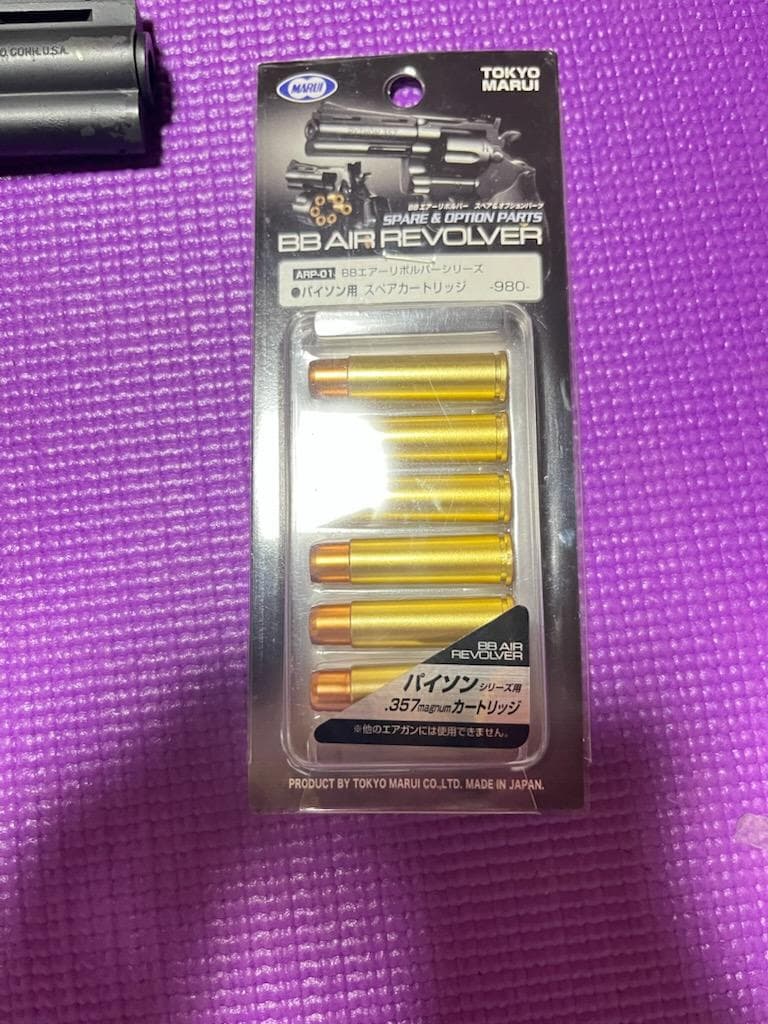 O, CONN. U.S.A.
MARUI
TOKYO
MARUI
PYTHON 357
BBエアーリボルバー スペア&オプションパーツ
SPARE & OPTION PARTS
BB AIR REVOLVER
ARP-01 BBエアーリボルバーシリーズ
●パイソン用 スペアカートリッジ -980-
BB AIR
REVOLVER
パイソンシリーズ用
.357magnumカートリッジ
※他のエアガンには使用できません。
PRODUCT BY TOKYO MARUI CO.,LTD. MADE IN JAPAN.